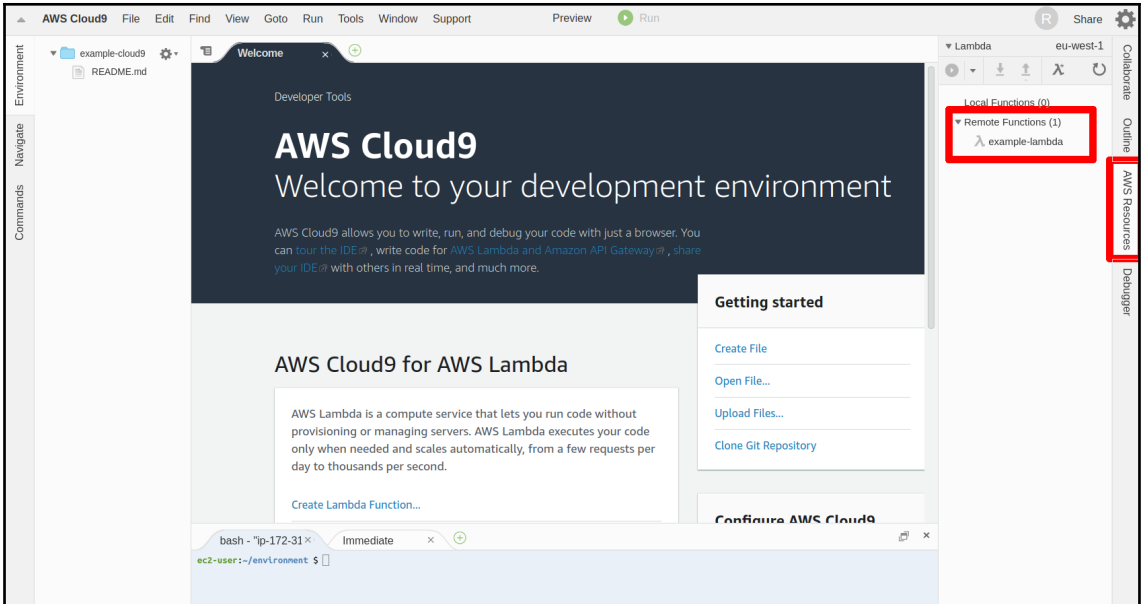 AWS Cloud9 File Edit Find View Goto Run Tools Window Support Preview Run R Share
Environment
Navigate
Commands
example-cloud9
README.md
Welcome
Developer Tools
AWS Cloud9
Welcome to your development environment
AWS Cloud9 allows you to write, run, and debug your code with just a browser. You
can tour the IDE , write code for AWS Lambda and Amazon API Gateway , share
your IDE with others in real time, and much more.
Getting started
Create File
Open File...
Upload Files...
Clone Git Repository
AWS Cloud9 for AWS Lambda
AWS Lambda is a compute service that lets you run code without
provisioning or managing servers. AWS Lambda executes your code
only when needed and scales automatically, from a few requests per
day to thousands per second.
Create Lambda Function...
Configure AWS Cloud9
bash - "ip-172-31 Immediate
ec2-user:~/environment $
Lambda eu-west-1
Local Functions (0)
Remote Functions (1)
example-lambda
Collaborate
Outline
AWS Resources
Debugger